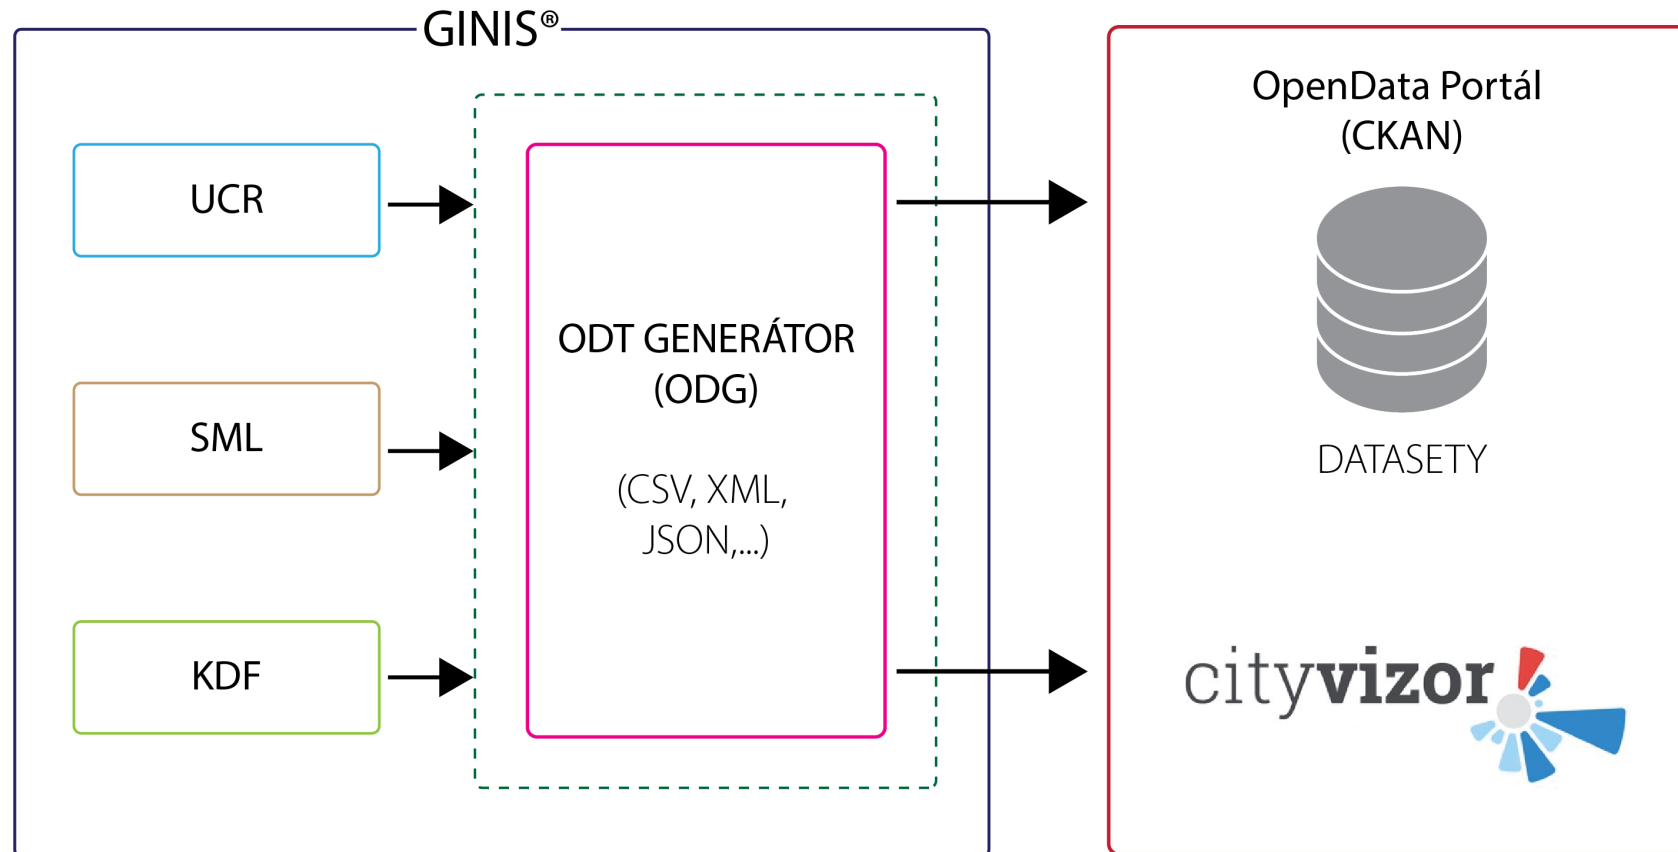 GINIS®
UCR
SML
KDF
ODT GENERÁTOR
(ODG)
(CSV, XML,
JSON,...)
OpenData Portál
(CKAN)
DATASETY
cityvizor